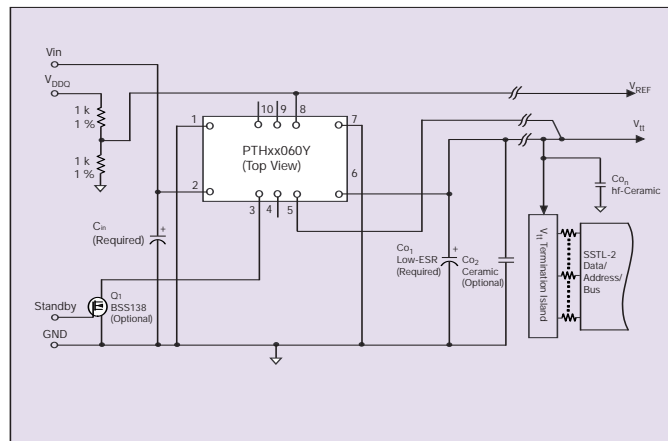 Vin
VDDQ
1 k
1 %
1 k
1 %
VREF
Vtt
1
10
9
8
7
PTHxx060Y
(Top View)
2
6
3
4
5
Cin
(Required)
+
Co1
Low-ESR
(Required)
+
Co2
Ceramic
(Optional)
Con
hf-Ceramic
Vtt Termination Island
SSTL-2
Data/
Address/
Bus
Standby
Q1
BSS138
(Optional)
GND